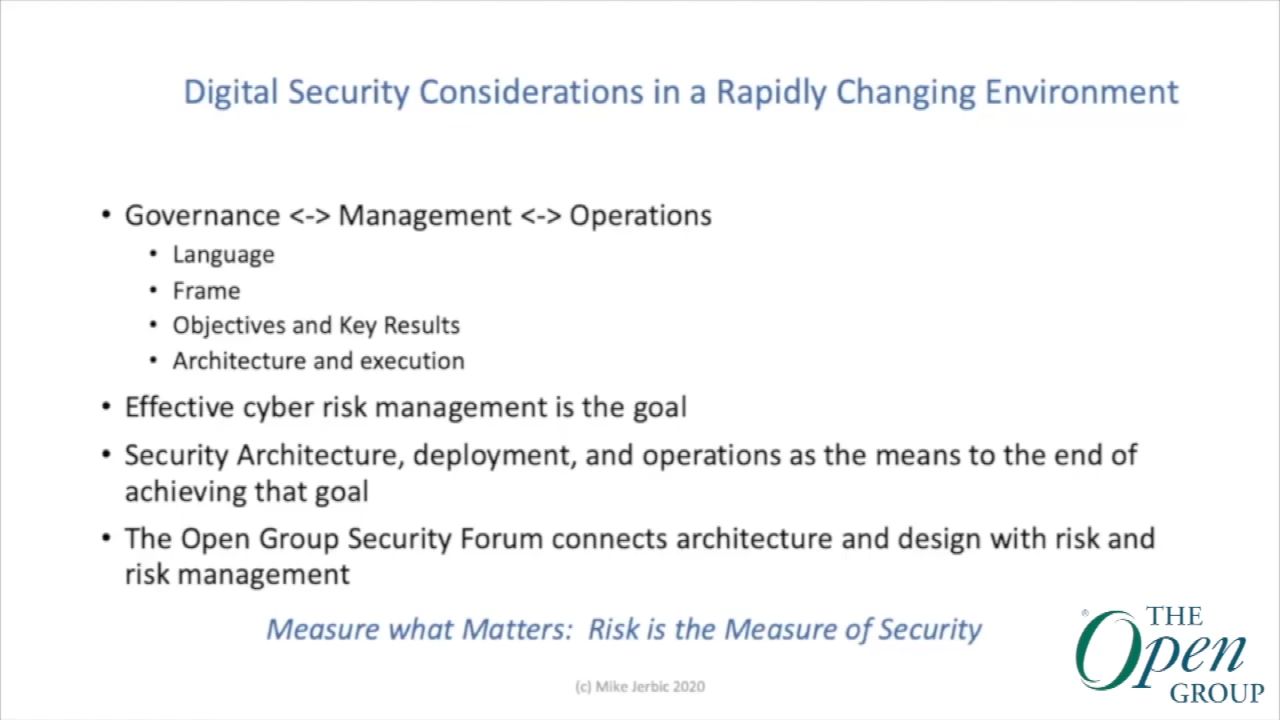 Digital Security Considerations in a Rapidly Changing Environment
• Governance <-> Management <-> Operations
• Language
• Frame
• Objectives and Key Results
• Architecture and execution
• Effective cyber risk management is the goal
• Security Architecture, deployment, and operations as the means to the end of
achieving that goal
• The Open Group Security Forum connects architecture and design with risk and
risk management
Measure what Matters: Risk is the Measure of Security
(c) Mike Jerbic 2020
® THE
Open
GROUP